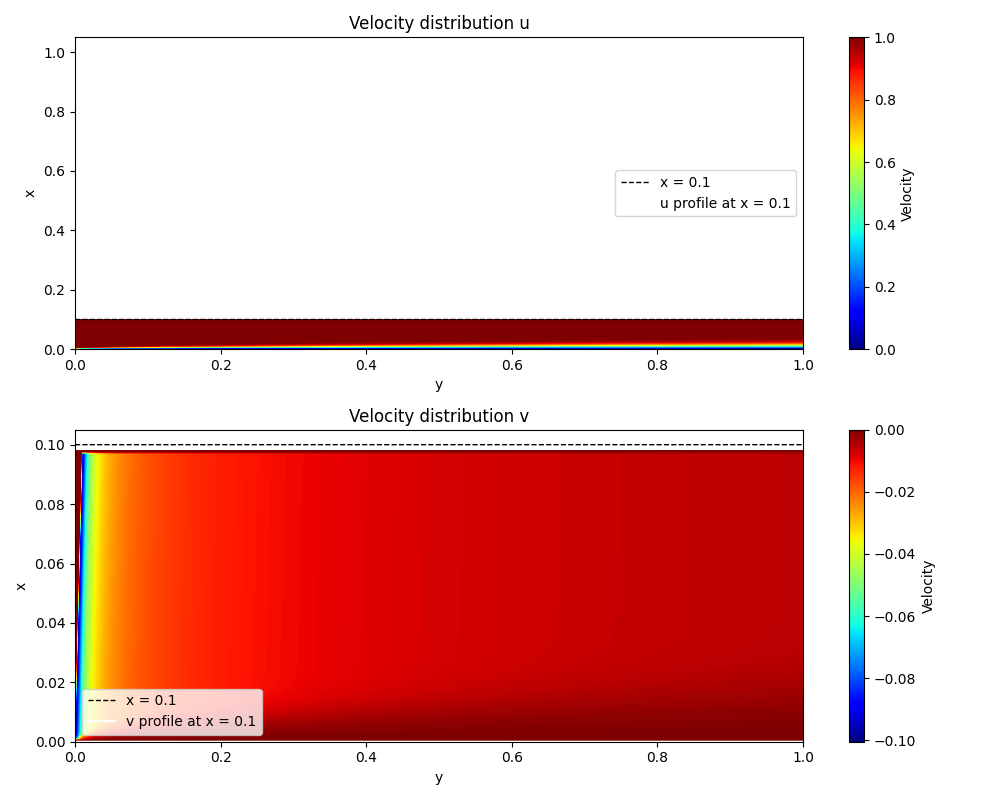 Velocity distribution u
1.0
0.8
0.6
0.4
0.2
0.0
x
x = 0.1
u profile at x = 0.1
0.0 0.2 0.4 0.6 0.8 1.0
y
1.0
0.8
0.6
0.4
0.2
0.0
Velocity
Velocity distribution v
0.10
0.08
0.06
0.04
0.02
0.00
x
x = 0.1
v profile at x = 0.1
0.0 0.2 0.4 0.6 0.8 1.0
y
0.00
−0.02
−0.04
−0.06
−0.08
−0.10
Velocity